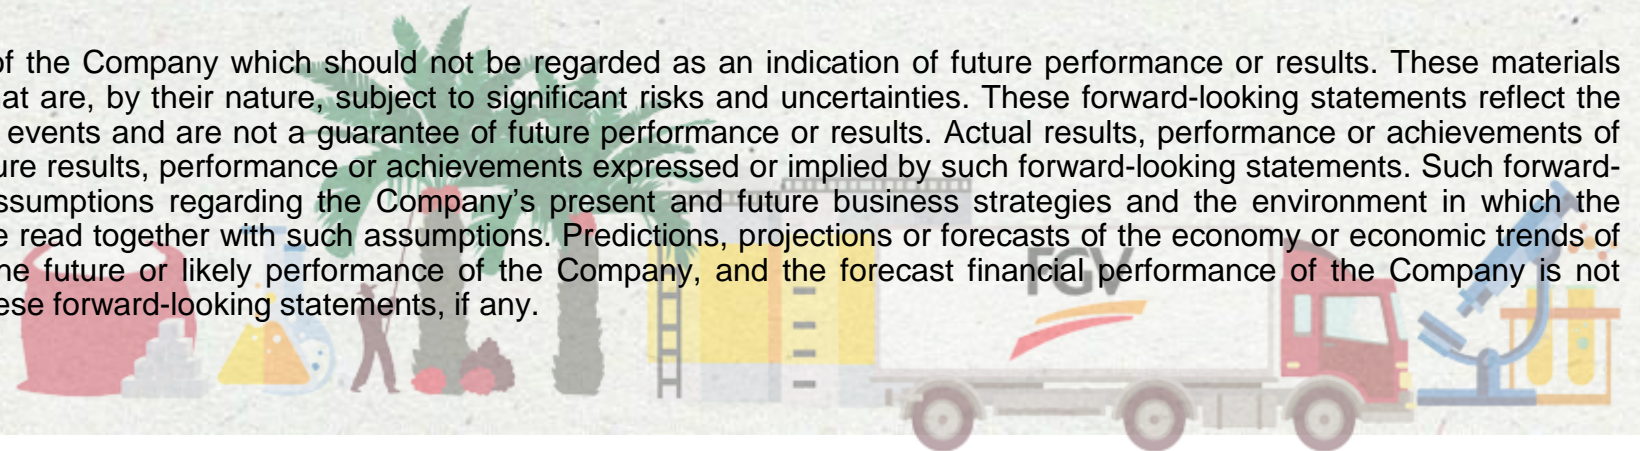 of the Company which should not be regarded as an indication of future performance or results. These materials
at are, by their nature, subject to significant risks and uncertainties. These forward-looking statements reflect the
events and are not a guarantee of future performance or results. Actual results, performance or achievements of
ure results, performance or achievements expressed or implied by such forward-looking statements. Such forward-
ssumptions regarding the Company’s present and future business strategies and the environment in which the
e read together with such assumptions. Predictions, projections or forecasts of the economy or economic trends of
he future or likely performance of the Company, and the forecast financial performance of the Company is not
ese forward-looking statements, if any.
FGV